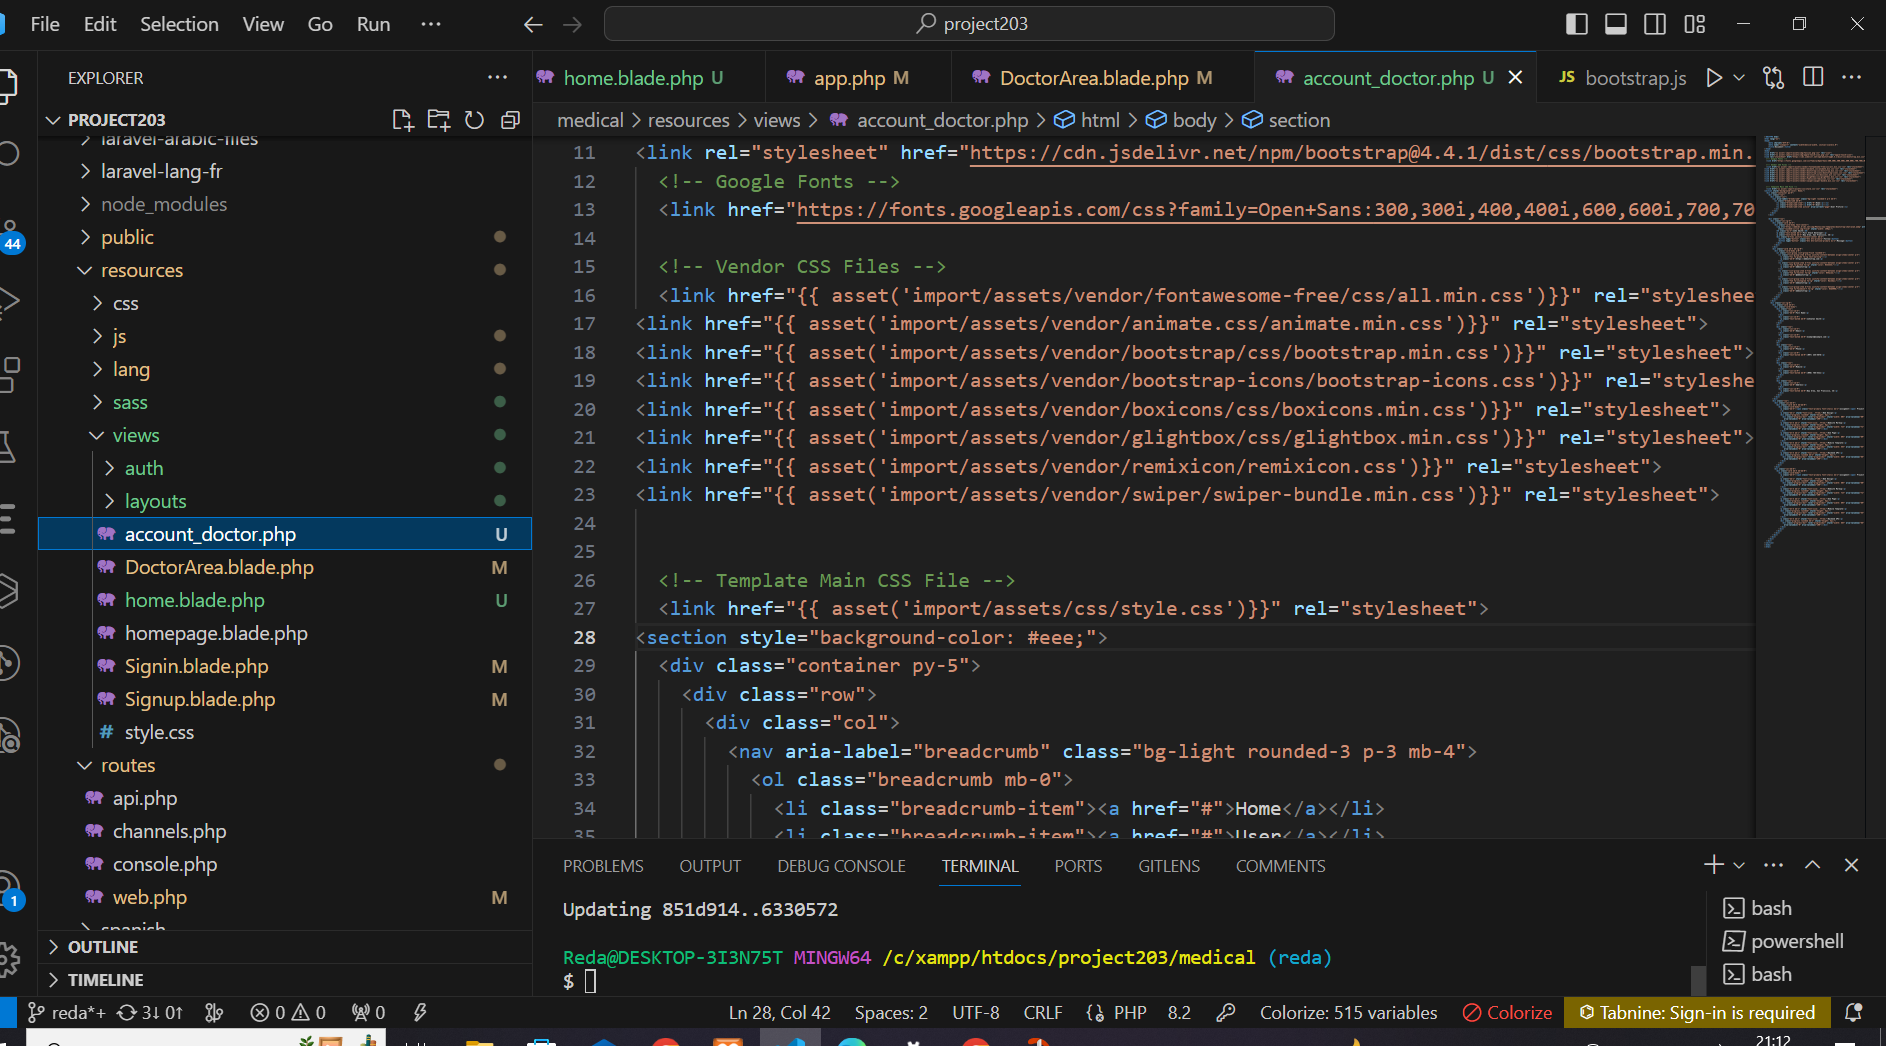 File Edit Selection View Go Run ···
project203
EXPLORER
PROJECT203
laravel-arabic-files
laravel-lang-fr
node_modules
public
resources
css
js
lang
sass
views
auth
layouts
account_doctor.php U
DoctorArea.blade.php M
home.blade.php U
homepage.blade.php
Signin.blade.php M
Signup.blade.php M
# style.css
routes
api.php
channels.php
console.php
web.php M
spanish
OUTLINE
TIMELINE
44
1
home.blade.php U
app.php M
DoctorArea.blade.php M
account_doctor.php U
JS bootstrap.js
medical > resources > views > account_doctor.php > html > body > section
11 <link rel="stylesheet" href="https://cdn.jsdelivr.net/npm/bootstrap@4.4.1/dist/css/bootstrap.min.
12 <!-- Google Fonts -->
13 <link href="https://fonts.googleapis.com/css?family=Open+Sans:300,300i,400,400i,600,600i,700,70
14
15 <!-- Vendor CSS Files -->
16 <link href="{{ asset('import/assets/vendor/fontawesome-free/css/all.min.css')}}" rel="styleshee
17 <link href="{{ asset('import/assets/vendor/animate.css/animate.min.css')}}" rel="stylesheet">
18 <link href="{{ asset('import/assets/vendor/bootstrap/css/bootstrap.min.css')}}" rel="stylesheet">
19 <link href="{{ asset('import/assets/vendor/bootstrap-icons/bootstrap-icons.css')}}" rel="styleshe
20 <link href="{{ asset('import/assets/vendor/boxicons/css/boxicons.min.css')}}" rel="stylesheet">
21 <link href="{{ asset('import/assets/vendor/glightbox/css/glightbox.min.css')}}" rel="stylesheet">
22 <link href="{{ asset('import/assets/vendor/remixicon/remixicon.css')}}" rel="stylesheet">
23 <link href="{{ asset('import/assets/vendor/swiper/swiper-bundle.min.css')}}" rel="stylesheet">
24
25
26 <!-- Template Main CSS File -->
27 <link href="{{ asset('import/assets/css/style.css')}}" rel="stylesheet">
28 <section style="background-color: #eee;">
29 <div class="container py-5">
30 <div class="row">
31 <div class="col">
32 <nav aria-label="breadcrumb" class="bg-light rounded-3 p-3 mb-4">
33 <ol class="breadcrumb mb-0">
34 <li class="breadcrumb-item"><a href="#">Home</a></li>
35 <li class="breadcrumb-item"><a href="#">User</a></li>
PROBLEMS OUTPUT DEBUG CONSOLE TERMINAL PORTS GITLENS COMMENTS
Updating 851d914..6330572
Reda@DESKTOP-3I3N75T MINGW64 /c/xampp/htdocs/project203/medical (reda)
$
bash
powershell
bash
reda*+ 3↓ 0↑ 0 0 0
Ln 28, Col 42 Spaces: 2 UTF-8 CRLF PHP 8.2 Colorize: 515 variables Colorize Tabnine: Sign-in is required
21:12